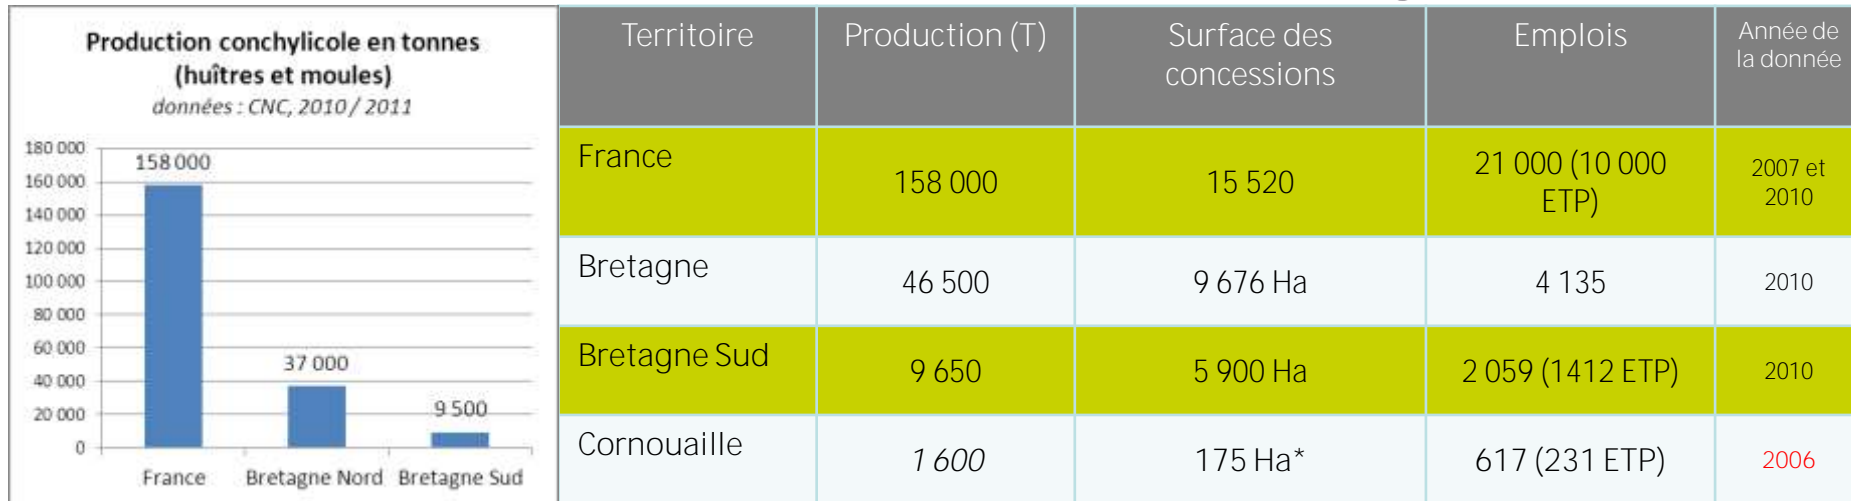 Production conchylicole en tonnes
(huîtres et moules)
données : CNC, 2010 / 2011
180 000
160 000
140 000
120 000
100 000
80 000
60 000
40 000
20 000
0
158 000
37 000
9 500
France Bretagne Nord Bretagne Sud
Territoire Production (T) Surface des concessions Emplois Année de la donnée
France 158 000 15 520 21 000 (10 000 ETP) 2007 et 2010
Bretagne 46 500 9 676 Ha 4 135 2010
Bretagne Sud 9 650 5 900 Ha 2 059 (1412 ETP) 2010
Cornouaille 1 600 175 Ha* 617 (231 ETP) 2006